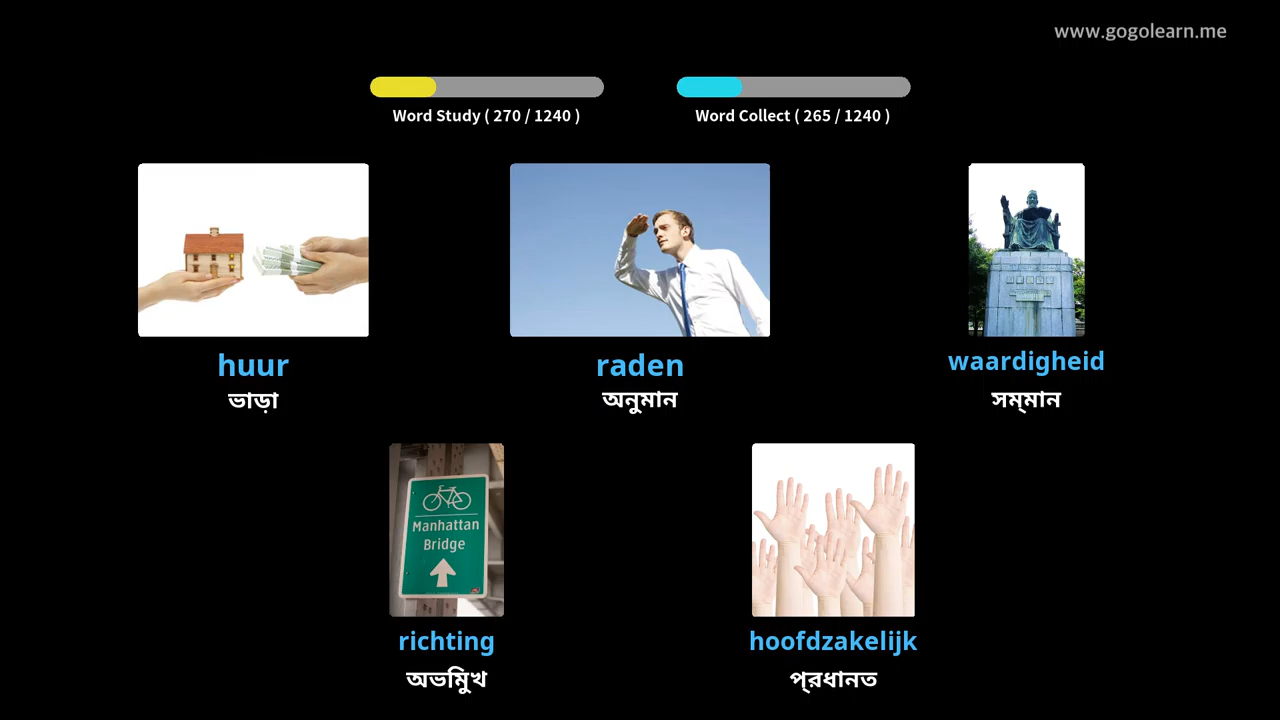 www.gogolearn.me
Word Study ( 270 / 1240 )
Word Collect ( 265 / 1240 )
huur
raden
waardigheid
ভাড়া
অনুমান
সম্মান
Manhattan
Bridge
richting
hoofdzakelijk
অভিমুখ
প্রধানত